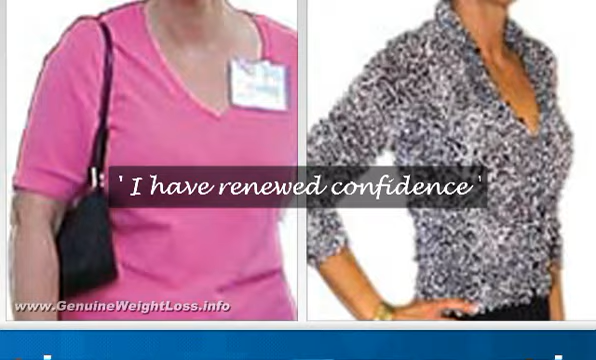 ' I have renewed confidence '
www.GenuineWeightLoss.info